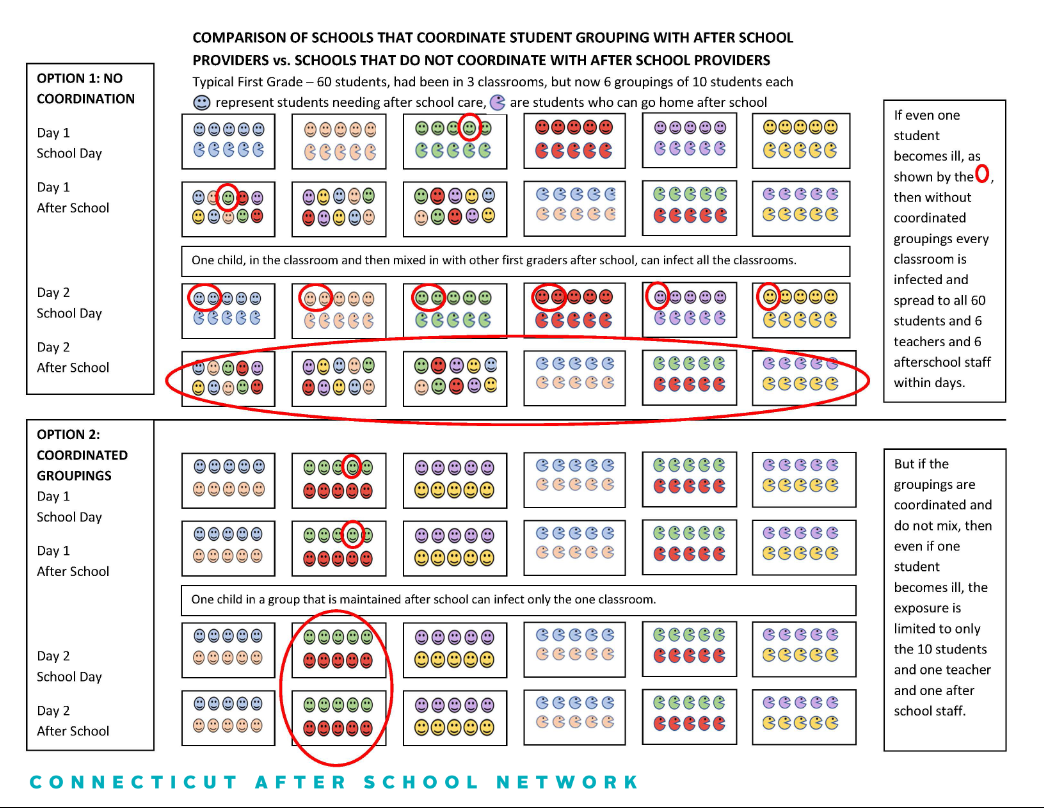 COMPARISON OF SCHOOLS THAT COORDINATE STUDENT GROUPING WITH AFTER SCHOOL
PROVIDERS vs. SCHOOLS THAT DO NOT COORDINATE WITH AFTER SCHOOL PROVIDERS
Typical First Grade – 60 students, had been in 3 classrooms, but now 6 groupings of 10 students each
represent students needing after school care, are students who can go home after school
OPTION 1: NO
COORDINATION
Day 1
School Day
Day 1
After School
One child, in the classroom and then mixed in with other first graders after school, can infect all the classrooms.
Day 2
School Day
Day 2
After School
If even one
student
becomes ill, as
shown by the ,
then without
coordinated
groupings every
classroom is
infected and
spread to all 60
students and 6
teachers and 6
afterschool staff
within days.
OPTION 2:
COORDINATED
GROUPINGS
Day 1
School Day
Day 1
After School
One child in a group that is maintained after school can infect only the one classroom.
Day 2
School Day
Day 2
After School
But if the
groupings are
coordinated and
do not mix, then
even if one
student
becomes ill, the
exposure is
limited to only
the 10 students
and one teacher
and one after
school staff.
CONNECTICUT AFTER SCHOOL NETWORK